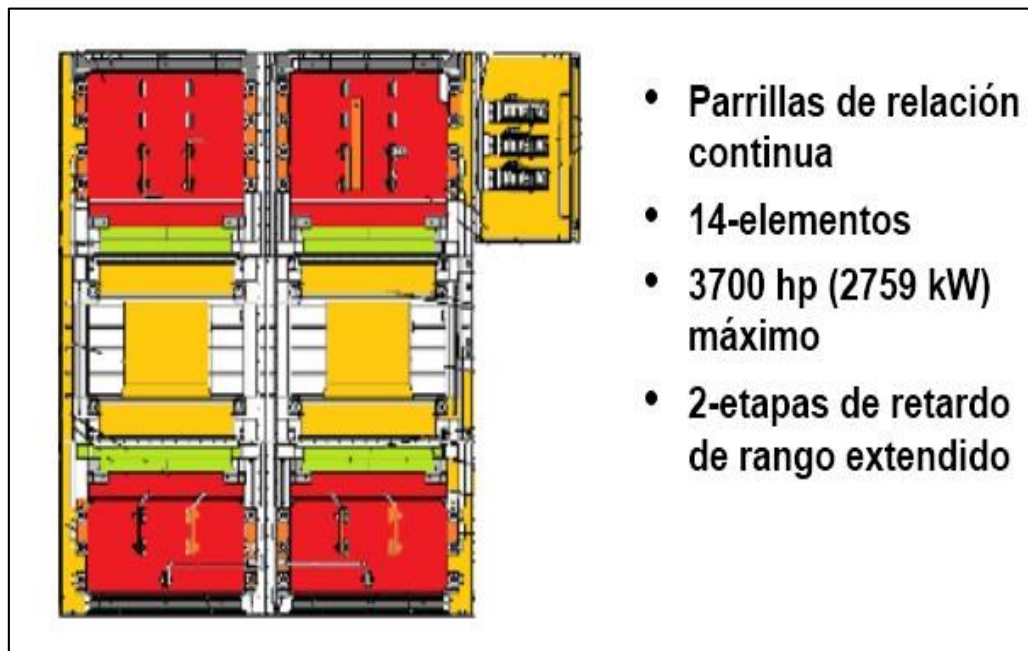 • Parrillas de relación
continua
• 14-elementos
• 3700 hp (2759 kW)
máximo
• 2-etapas de retardo
de rango extendido